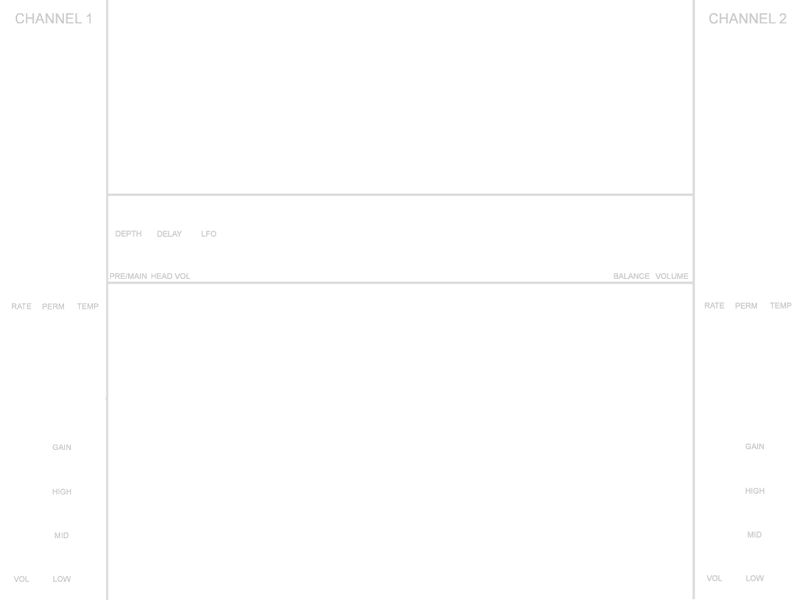 CHANNEL 1
CHANNEL 2
DEPTH DELAY LFO
PRE/MAIN HEAD VOL
BALANCE VOLUME
RATE PERM TEMP
RATE PERM TEMP
GAIN
GAIN
HIGH
HIGH
MID
MID
VOL LOW
VOL LOW